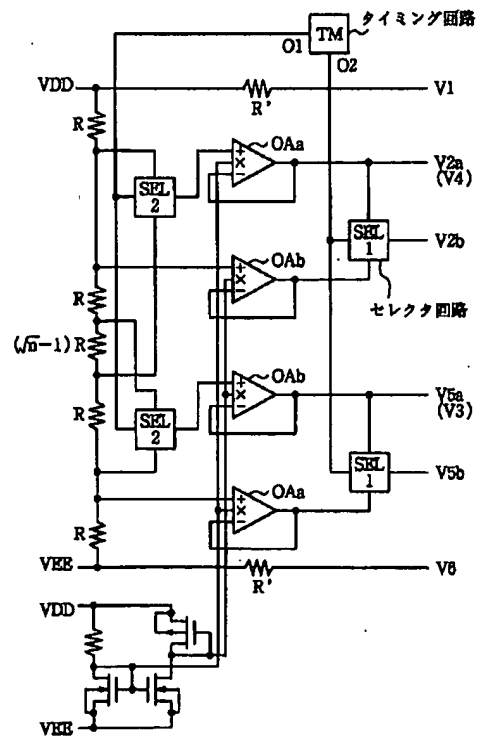 タイミング回路
TM
O1
O2
VDD
R'
V1
R
OAa
+
×
−
V2a
(V4)
SEL
2
SEL
1
V2b
OAb
+
×
−
セレクタ回路
R
(√n−1)R
OAb
+
×
−
V5a
(V3)
R
SEL
2
SEL
1
V5b
OAa
+
×
−
R
VEE
R'
V6
VDD
VEE